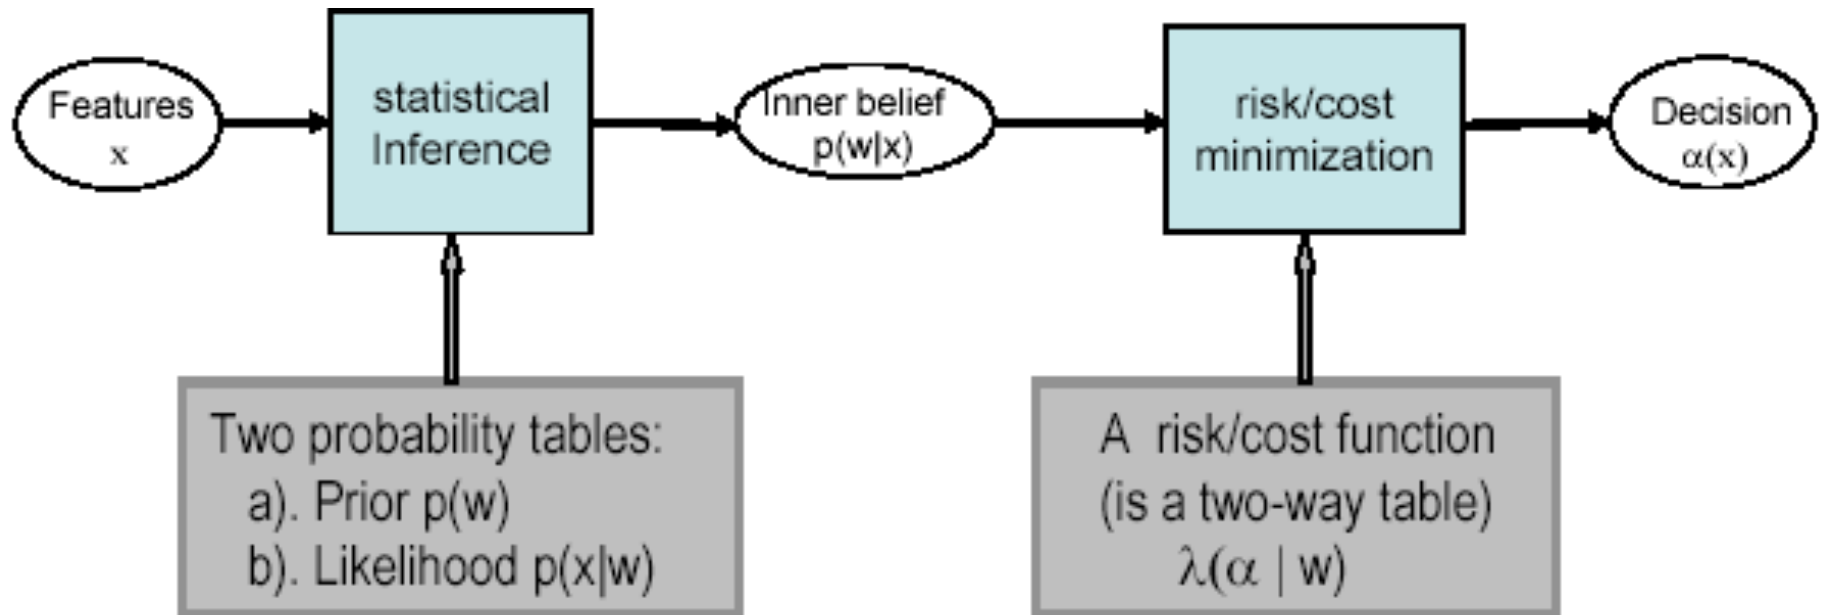 Features
x
statistical
Inference
Inner belief
p(w|x)
risk/cost
minimization
Decision
α(x)
Two probability tables:
a). Prior p(w)
b). Likelihood p(x|w)
A risk/cost function
(is a two-way table)
λ(α | w)